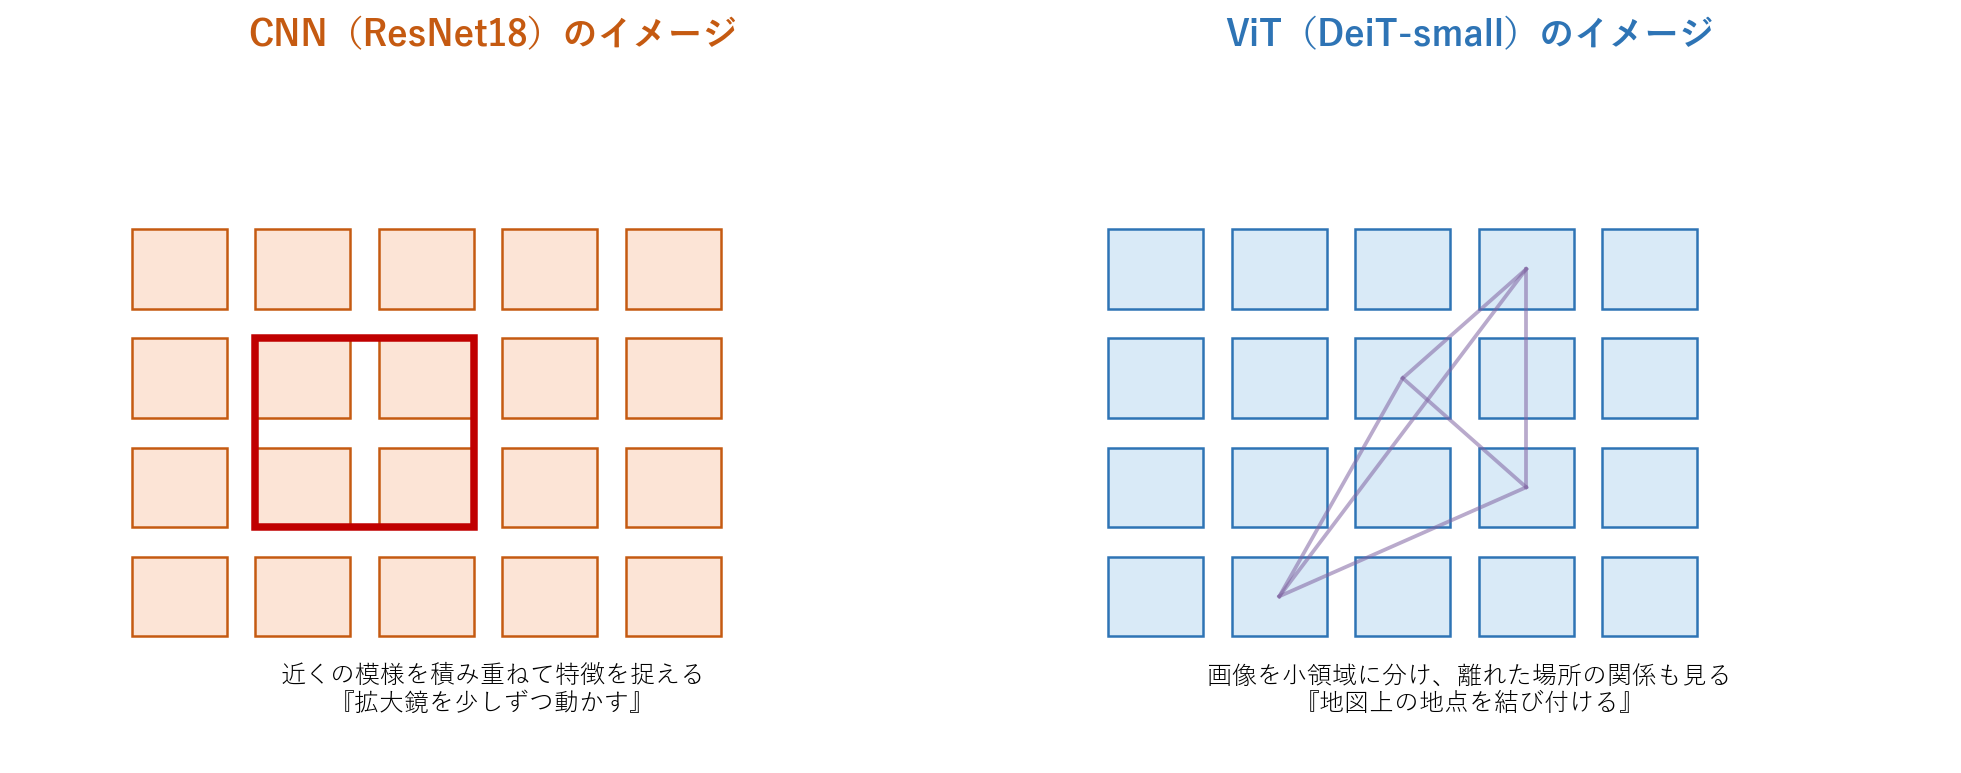 CNN（ResNet18）のイメージ
近くの模様を積み重ねて特徴を捉える
『拡大鏡を少しずつ動かす』
ViT（DeiT-small）のイメージ
画像を小領域に分け、離れた場所の関係も見る
『地図上の地点を結び付ける』